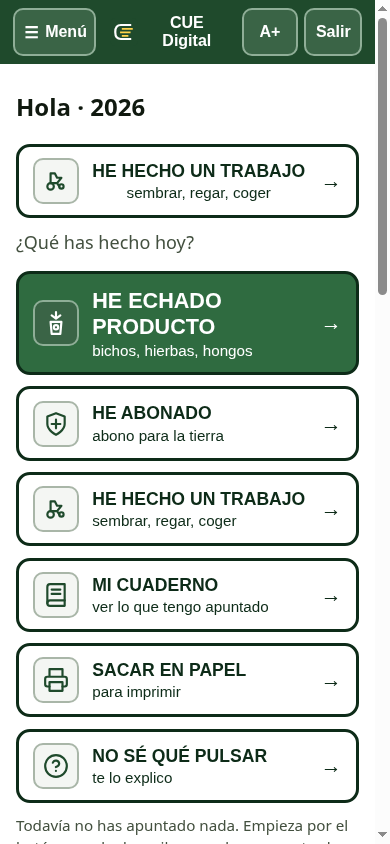 ☰ Menú
CUE
Digital
A+
Salir
Hola · 2026
HE HECHO UN TRABAJO
sembrar, regar, coger
→
¿Qué has hecho hoy?
HE ECHADO
PRODUCTO
bichos, hierbas, hongos
→
HE ABONADO
abono para la tierra
→
HE HECHO UN TRABAJO
sembrar, regar, coger
→
MI CUADERNO
ver lo que tengo apuntado
→
SACAR EN PAPEL
para imprimir
→
NO SÉ QUÉ PULSAR
te lo explico
→
Todavía no has apuntado nada. Empieza por el